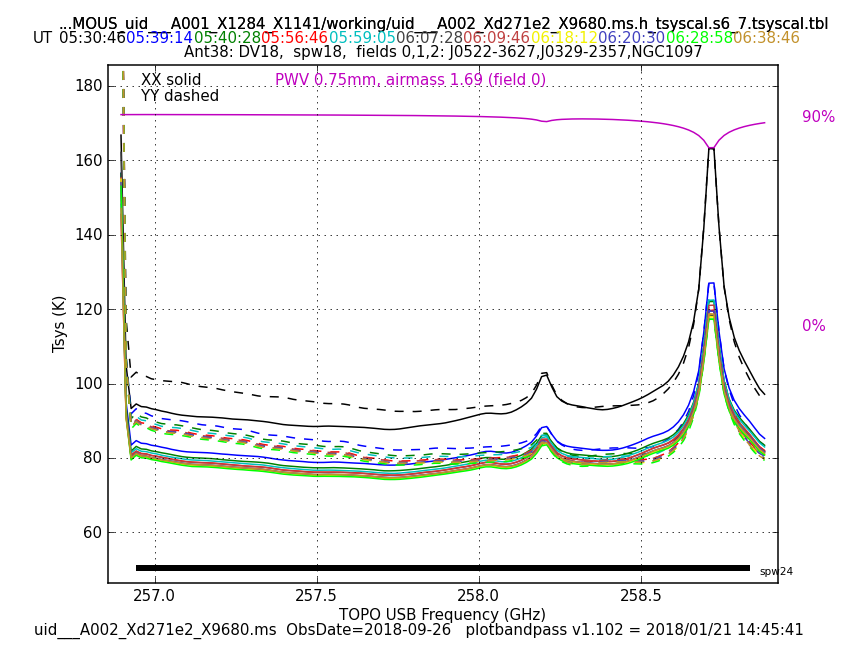 ...MOUS_uid___A001_X1284_X1141/working/uid___A002_Xd271e2_X9680.ms.h_tsyscal.s6_7.tsyscal.tbl
UT 05:30:46 05:39:14 05:40:28 05:56:46 05:59:05 06:07:28 06:09:46 06:18:12 06:20:30 06:28:58 06:38:46
Ant38: DV18, spw18, fields 0,1,2: J0522-3627,J0329-2357,NGC1097
XX solid
YY dashed
PWV 0.75mm, airmass 1.69 (field 0)
90%
0%
180
160
140
120
100
80
60
Tsys (K)
spw24
257.0 257.5 258.0 258.5
TOPO USB Frequency (GHz)
uid___A002_Xd271e2_X9680.ms ObsDate=2018-09-26 plotbandpass v1.102 = 2018/01/21 14:45:41